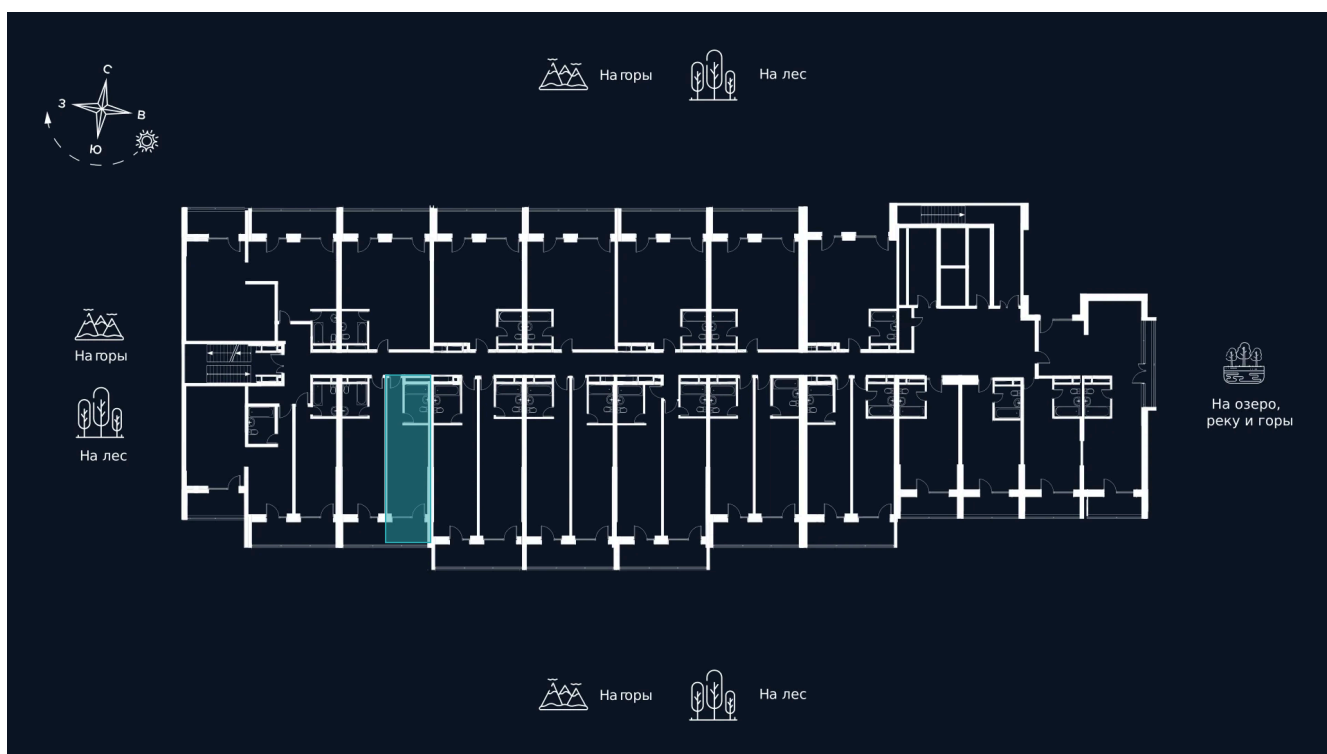 На горы
На лес
С
З
В
Ю
На горы
На лес
На озеро,
реку и горы
На горы
На лес